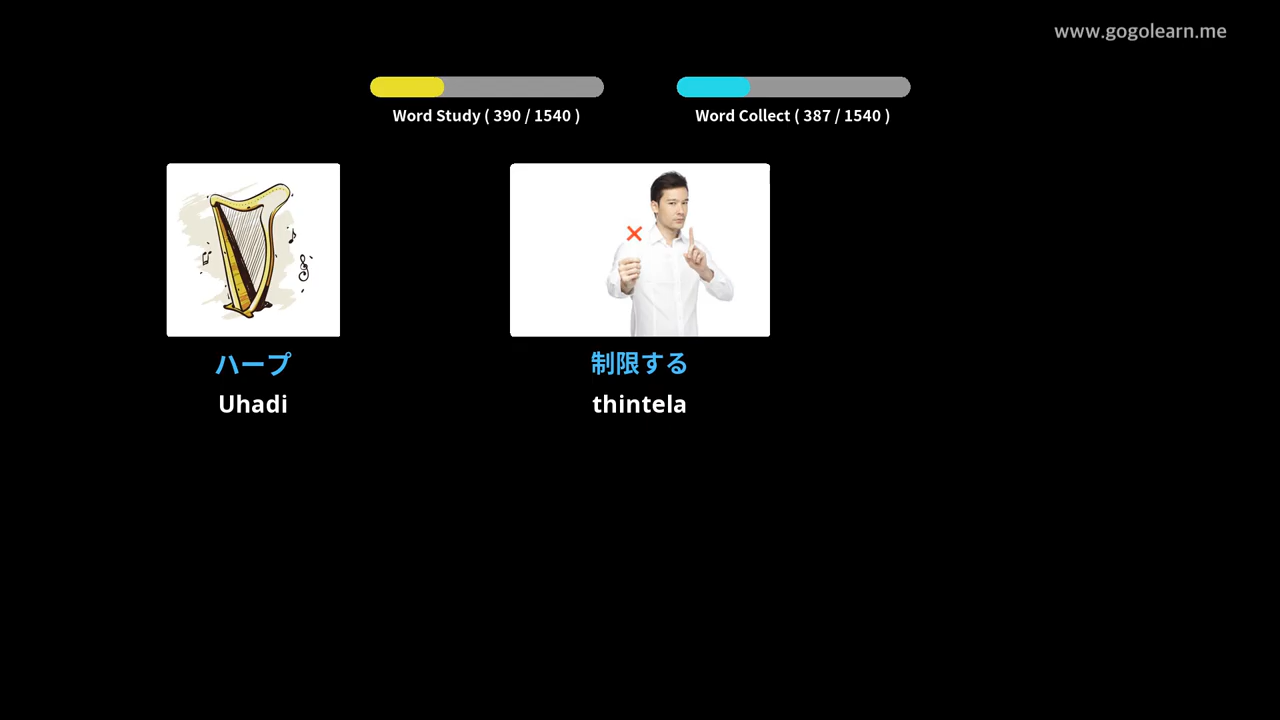 www.gogolearn.me
Word Study ( 390 / 1540 )
Word Collect ( 387 / 1540 )
ハープ
Uhadi
制限する
thintela